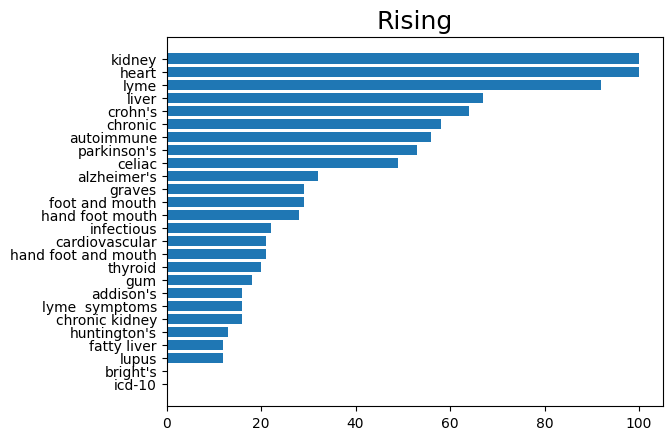 Rising
kidney
heart
lyme
liver
crohn's
chronic
autoimmune
parkinson's
celiac
alzheimer's
graves
foot and mouth
hand foot mouth
infectious
cardiovascular
hand foot and mouth
thyroid
gum
addison's
lyme  symptoms
chronic kidney
huntington's
fatty liver
lupus
bright's
icd-10
0 20 40 60 80 100